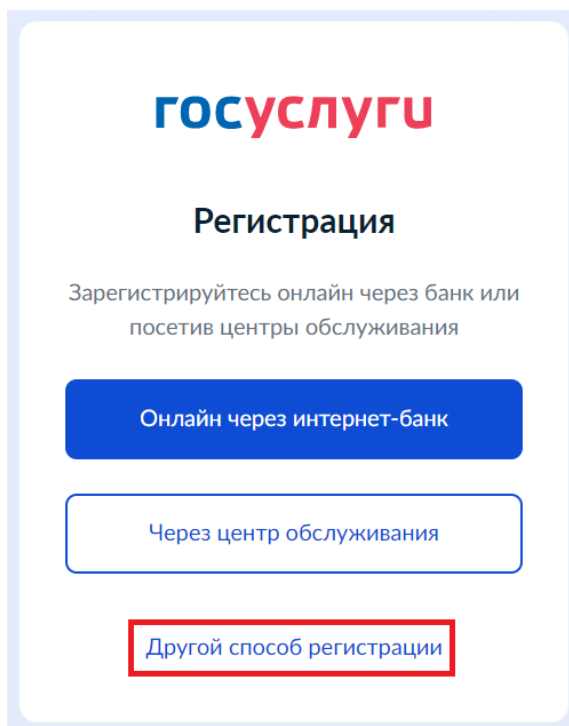 госуслуги
Регистрация
Зарегистрируйтесь онлайн через банк или
посетив центры обслуживания
Онлайн через интернет-банк
Через центр обслуживания
Другой способ регистрации